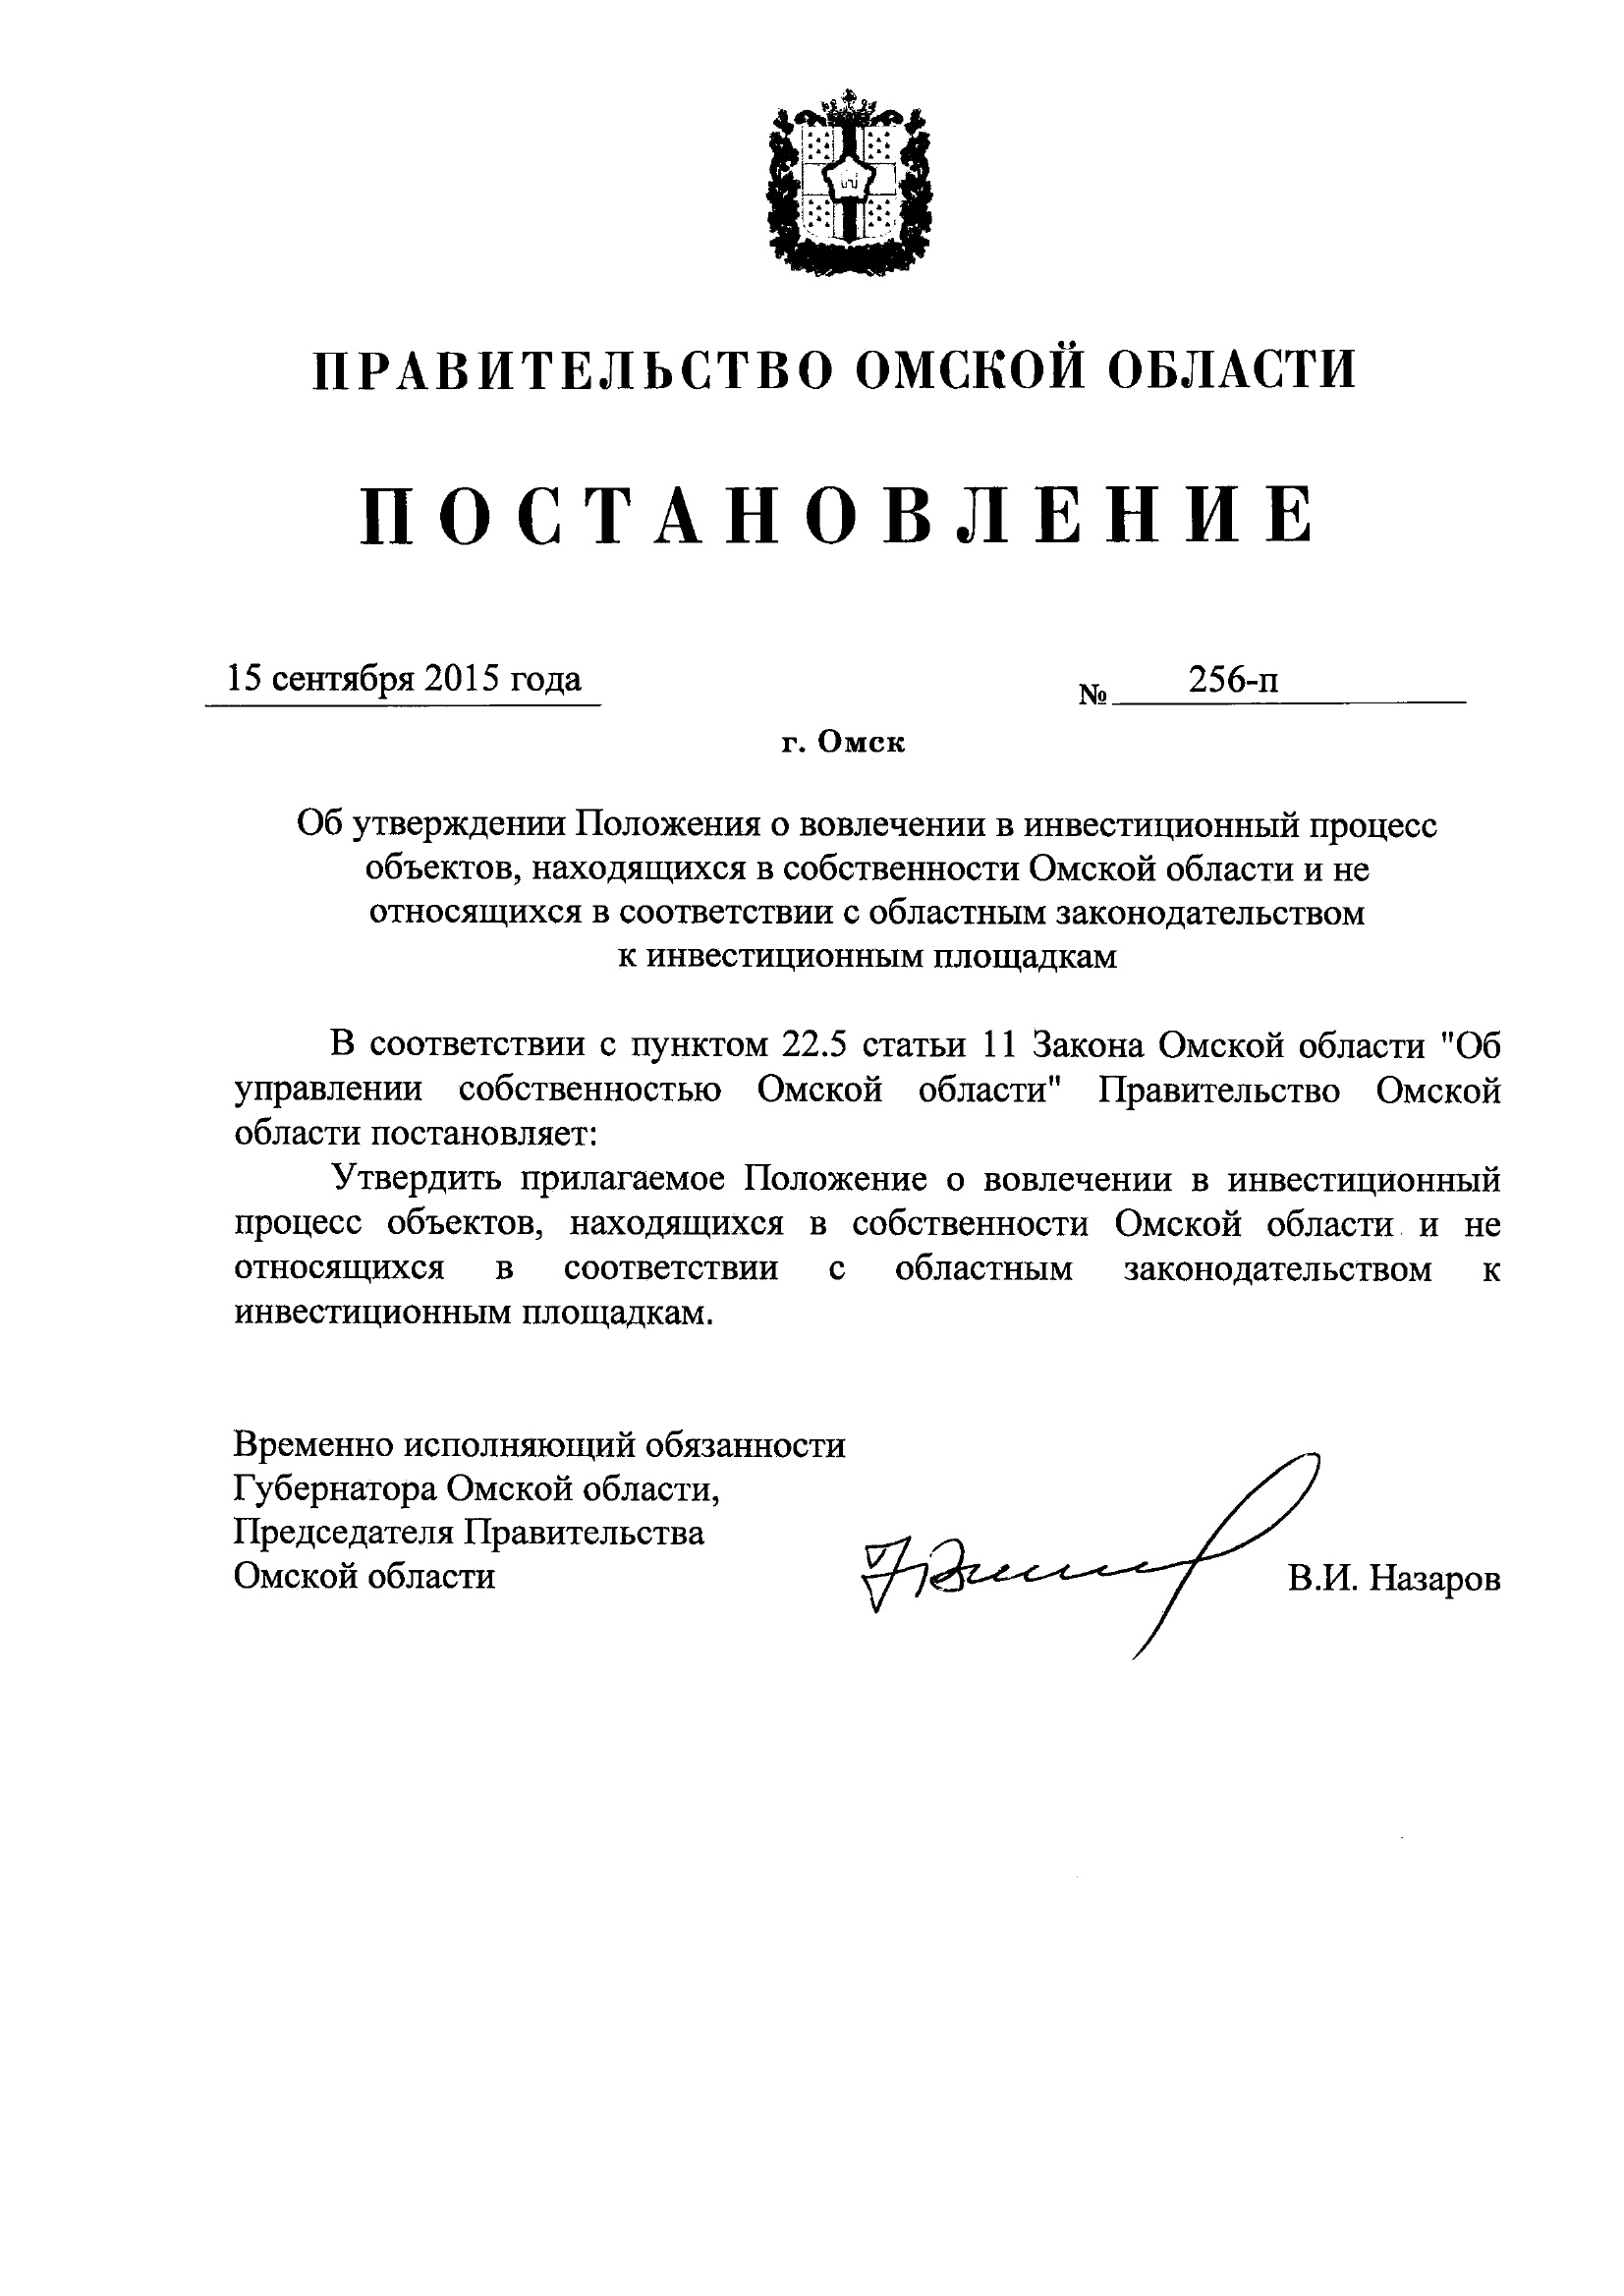 ПРАВИТЕЛЬСТВО ОМСКОЙ ОБЛАСТИ
ПОСТАНОВЛЕНИЕ
15 сентября 2015 года
№ 256-п
г. Омск
Об утверждении Положения о вовлечении в инвестиционный процесс
объектов, находящихся в собственности Омской области и не
относящихся в соответствии с областным законодательством
к инвестиционным площадкам
В соответствии с пунктом 22.5 статьи 11 Закона Омской области "Об
управлении собственностью Омской области" Правительство Омской
области постановляет:
Утвердить прилагаемое Положение о вовлечении в инвестиционный
процесс объектов, находящихся в собственности Омской области и не
относящихся в соответствии с областным законодательством к
инвестиционным площадкам.
Временно исполняющий обязанности
Губернатора Омской области,
Председателя Правительства
Омской области
В.И. Назаров